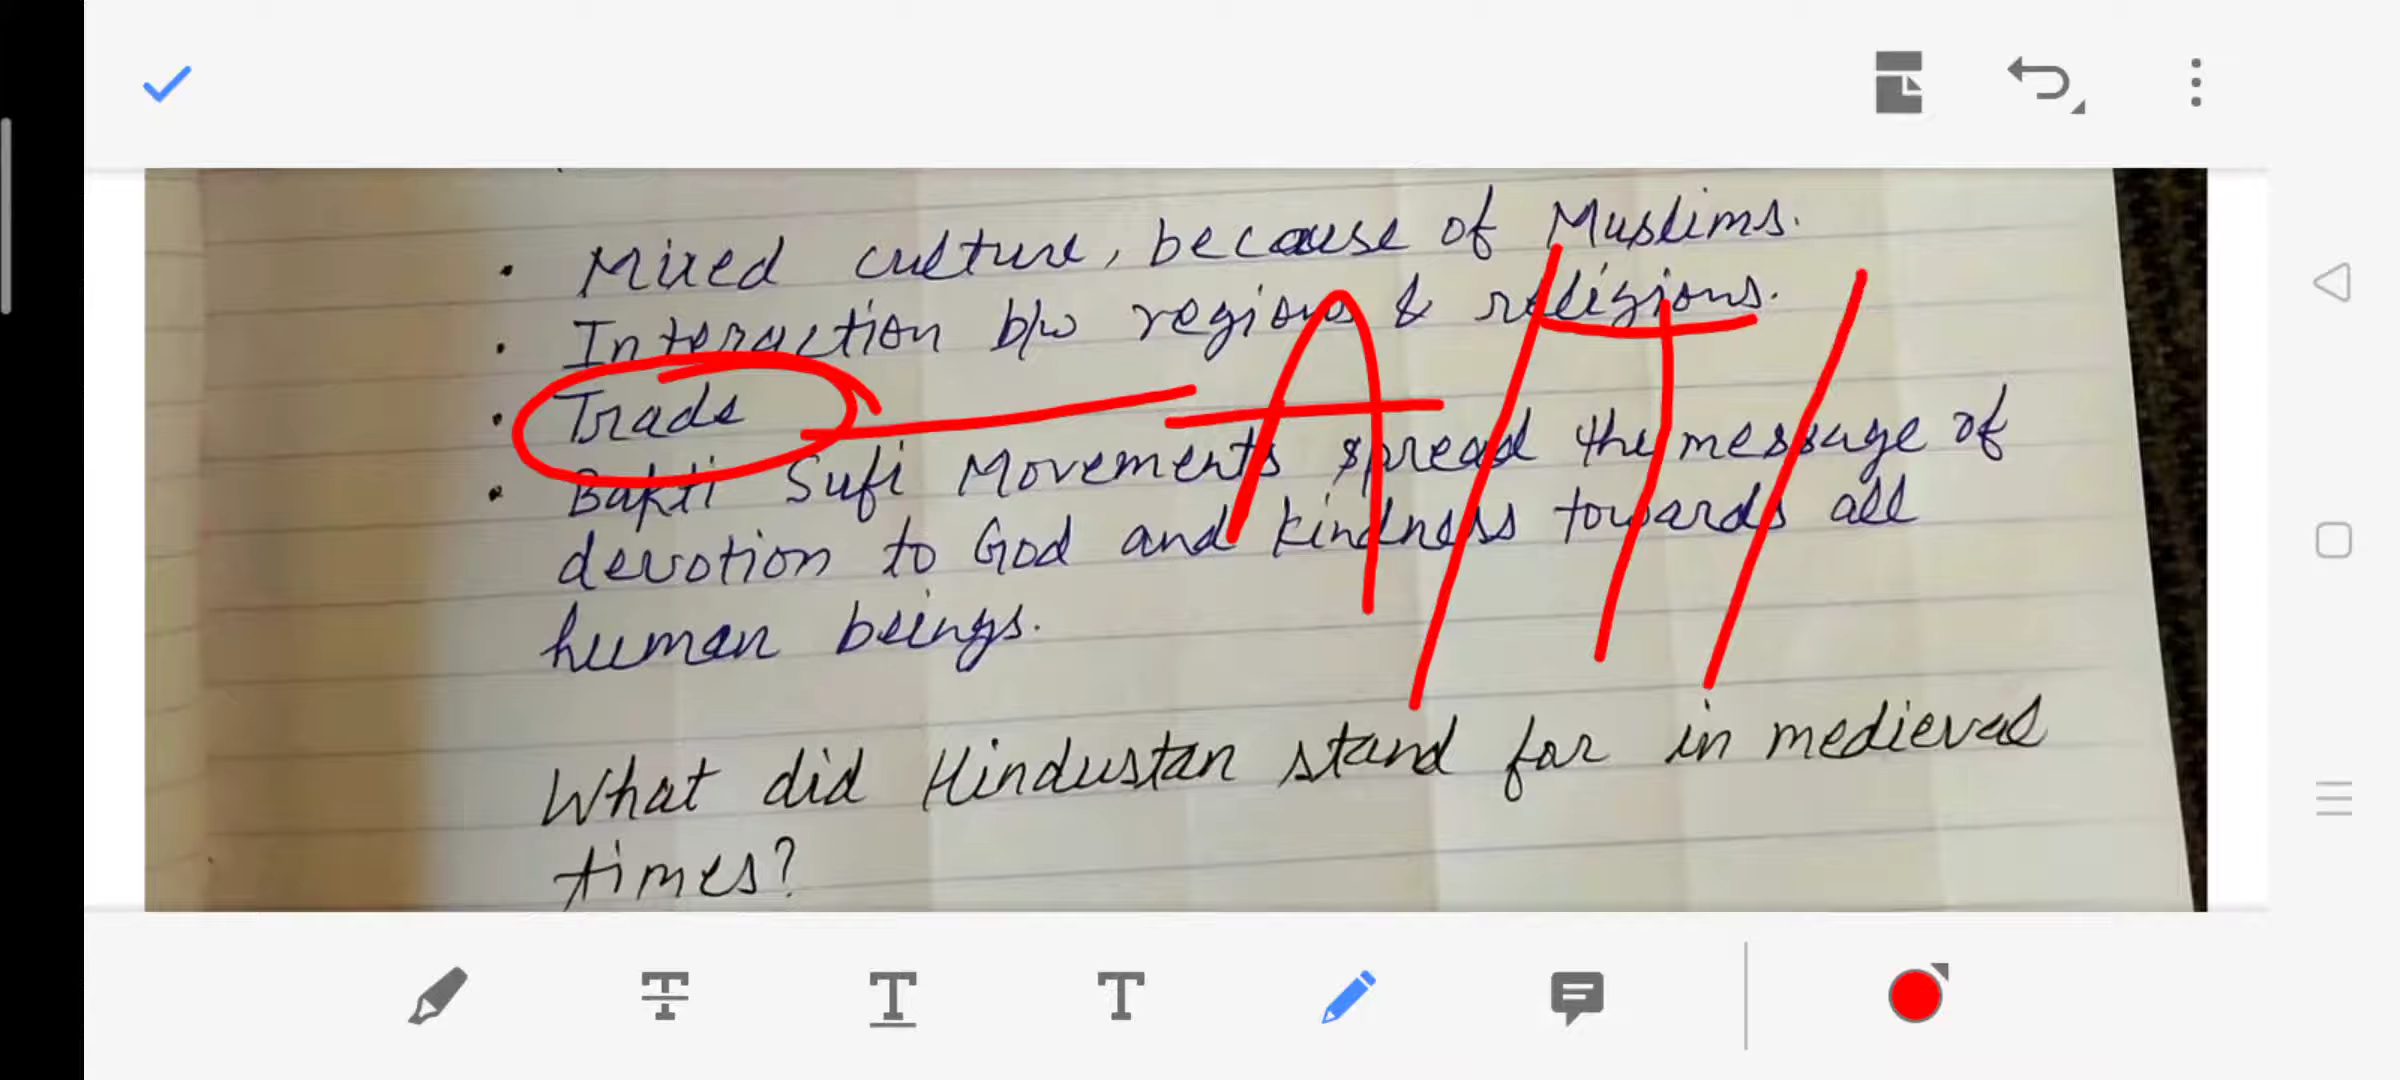 • Mixed culture, because of Muslims.
• Interaction b/w regions & religions.
• Trade — A/T/
• Bakti Sufi Movements spread the message of
devotion to God and kindness towards all
human beings.
What did Hindustan stand for in medieval
times?